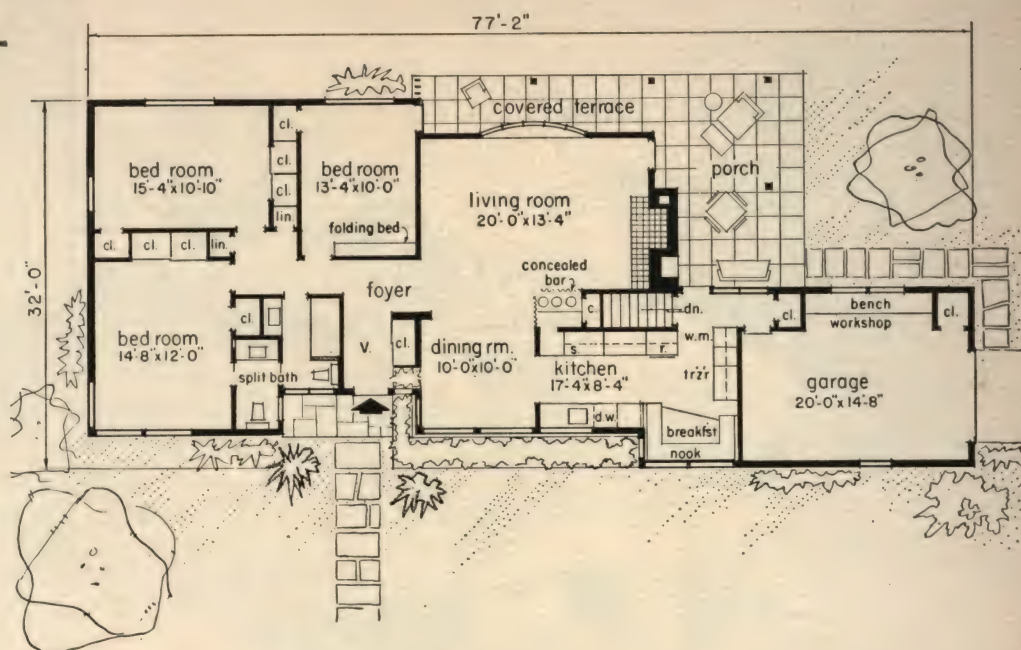 77'-2"
32'-0"
covered terrace
bed room
15'-4"x10'-10"
cl.
cl.
cl.
lin.
bed room
13'-4"x10'-0"
folding bed
living room
20'-0"x13'-4"
porch
cl.
cl.
cl.
lin.
concealed
bar
foyer
bed room
14'-8"x12'-0"
cl.
split bath
v.
cl.
dining rm.
10'-0"x10'-0"
c.
dn.
s.
r.
kitchen
17'-4"x8'-4"
w.m.
trz'r
d.w.
breakfst
nook
cl.
bench
workshop
cl.
garage
20'-0"x14'-8"